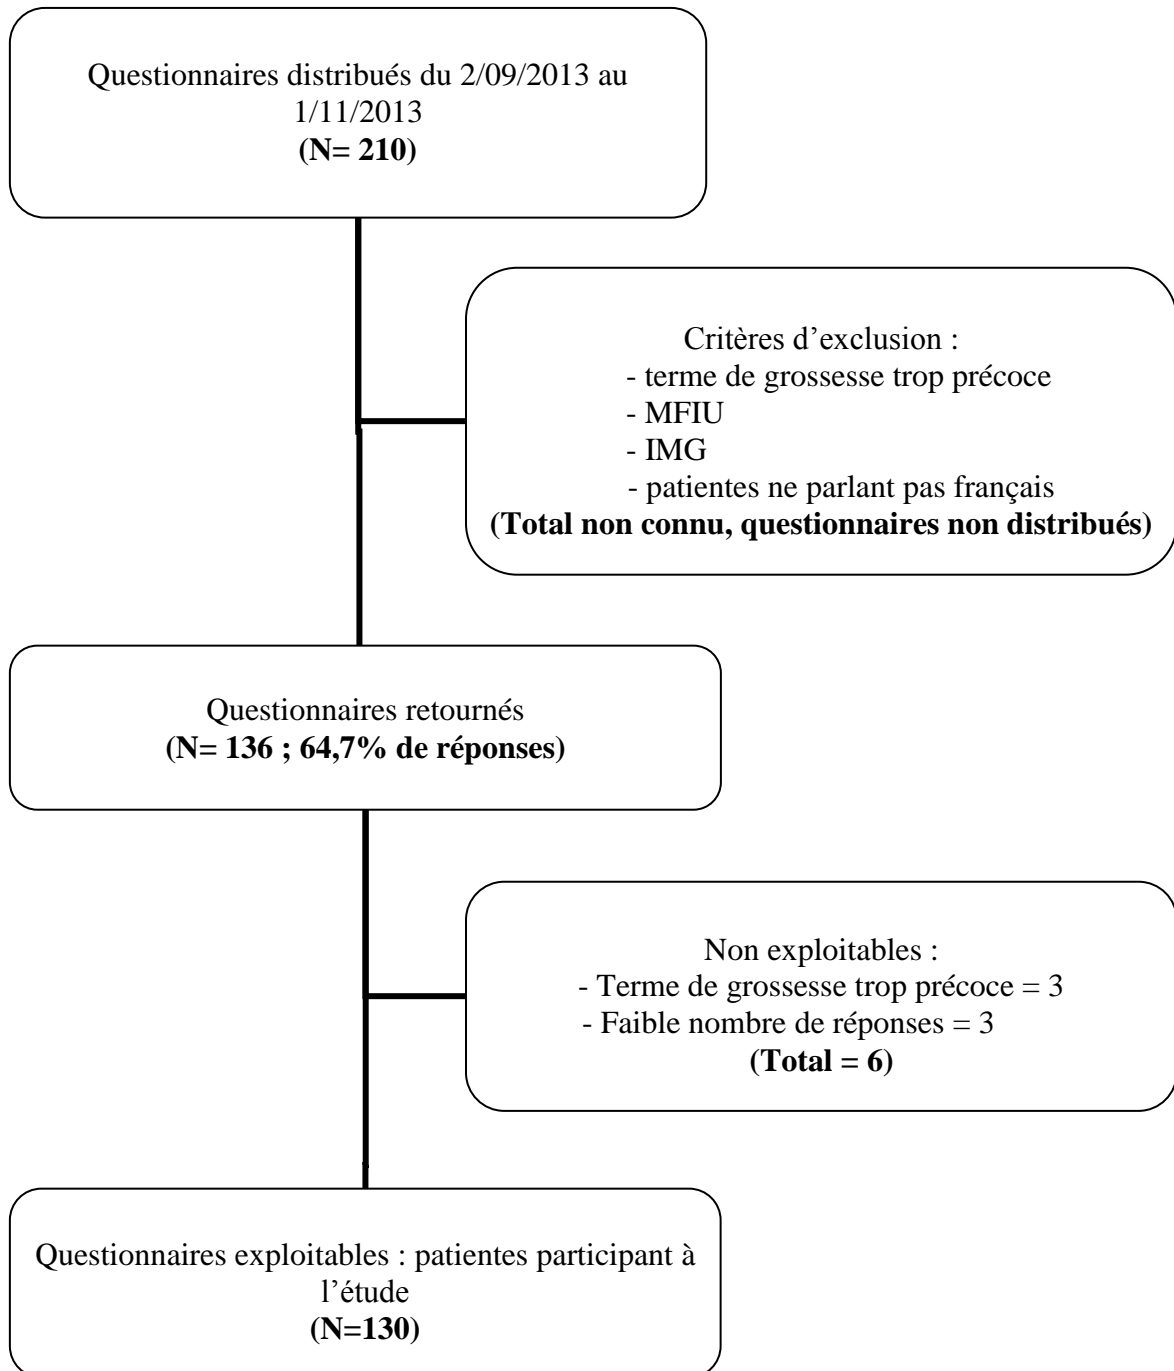 Questionnaires distribués du 2/09/2013 au
1/11/2013
(N= 210)
Critères d’exclusion :
- terme de grossesse trop précoce
- MFIU
- IMG
- patientes ne parlant pas français
(Total non connu, questionnaires non distribués)
Questionnaires retournés
(N= 136 ; 64,7% de réponses)
Non exploitables :
- Terme de grossesse trop précoce = 3
- Faible nombre de réponses = 3
(Total = 6)
Questionnaires exploitables : patientes participant à
l’étude
(N=130)